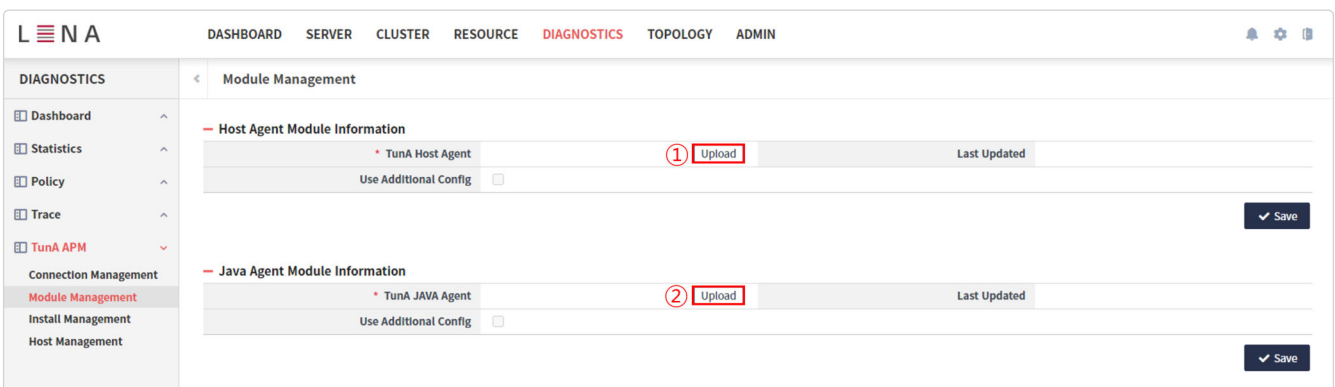 LENA
DASHBOARD SERVER CLUSTER RESOURCE DIAGNOSTICS TOPOLOGY ADMIN
DIAGNOSTICS
Module Management
Dashboard
Statistics
Policy
Trace
TunA APM
Connection Management
Module Management
Install Management
Host Management
Host Agent Module Information
* TunA Host Agent ① Upload Last Updated
Use Additional Config
Save
Java Agent Module Information
* TunA JAVA Agent ② Upload Last Updated
Use Additional Config
Save